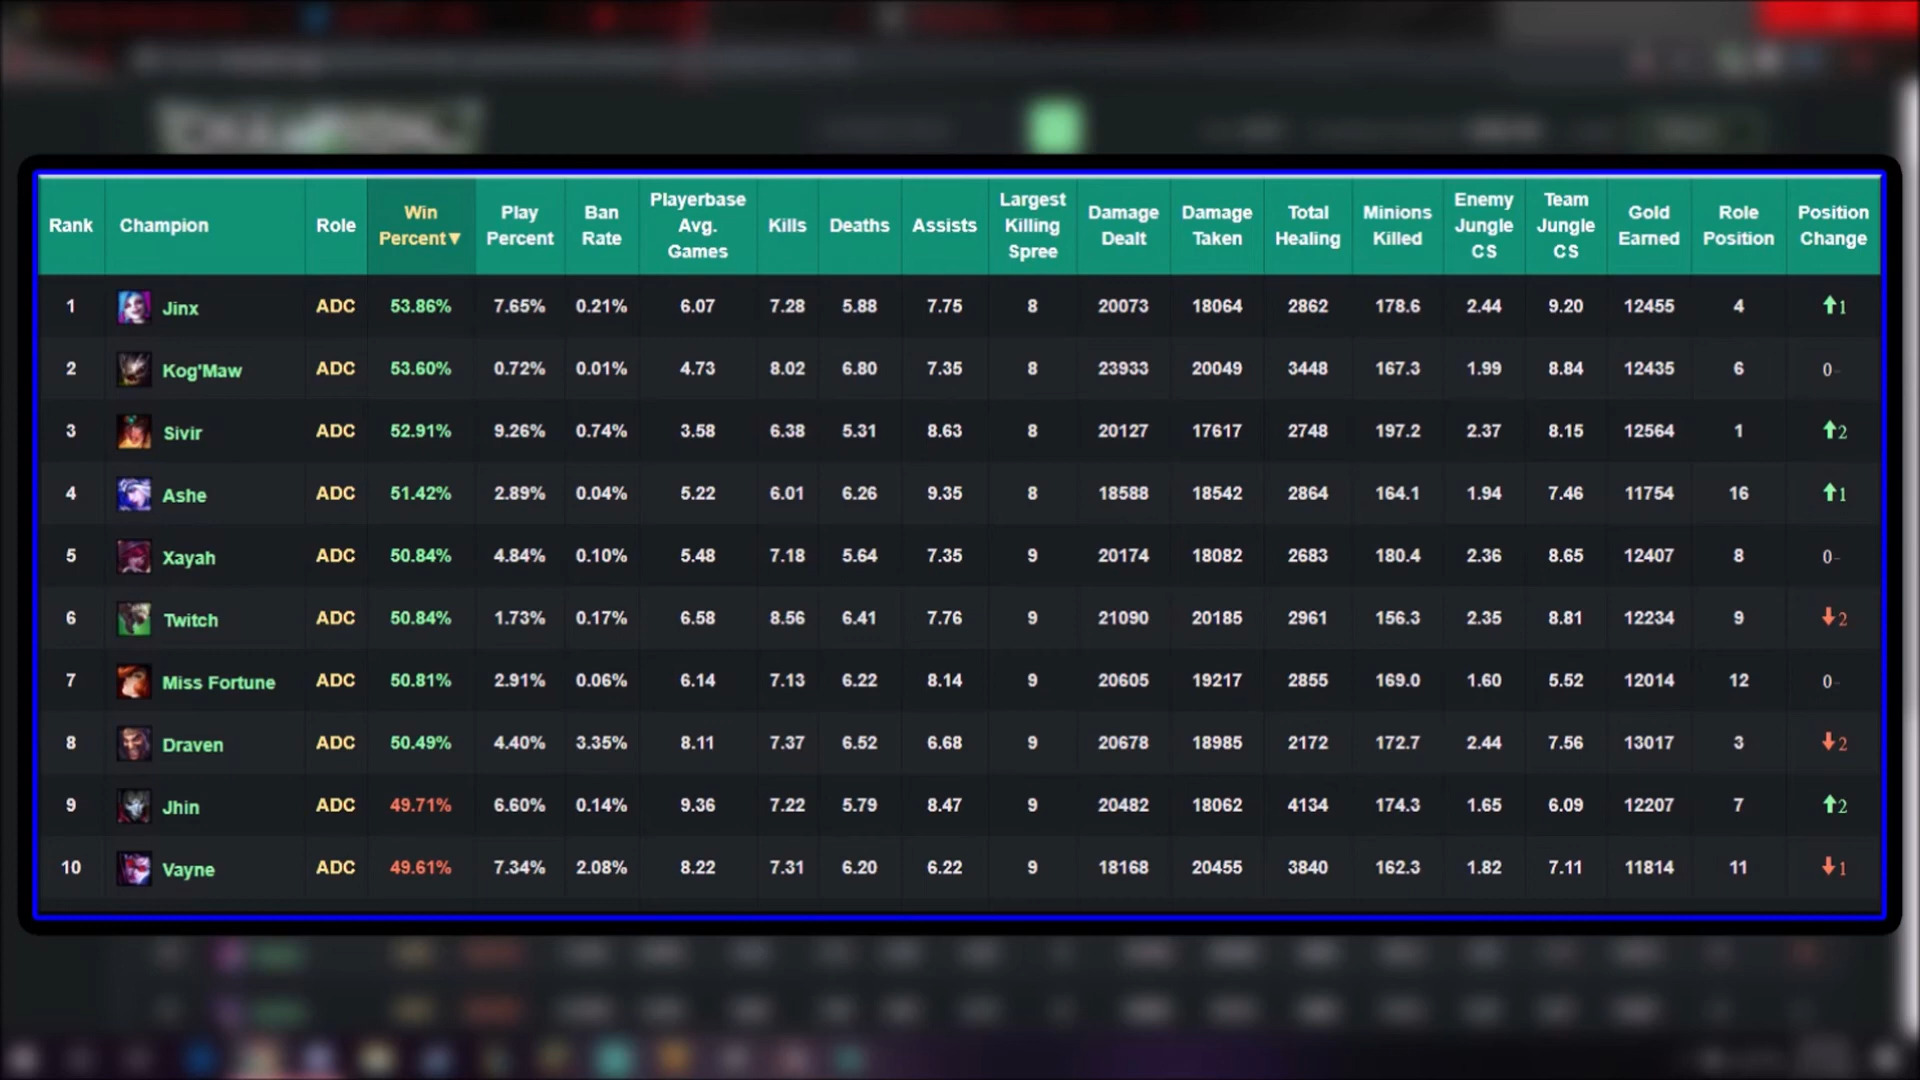 Rank Champion Role Win Percent▼ Play Percent Ban Rate Playerbase Avg. Games Kills Deaths Assists Largest Killing Spree Damage Dealt Damage Taken Total Healing Minions Killed Enemy Jungle CS Team Jungle CS Gold Earned Role Position Position Change
1 Jinx ADC 53.86% 7.65% 0.21% 6.07 7.28 5.88 7.75 8 20073 18064 2862 178.6 2.44 9.20 12455 4 ↑1
2 Kog'Maw ADC 53.60% 0.72% 0.01% 4.73 8.02 6.80 7.35 8 23933 20049 3448 167.3 1.99 8.84 12435 6 0-
3 Sivir ADC 52.91% 9.26% 0.74% 3.58 6.38 5.31 8.63 8 20127 17617 2748 197.2 2.37 8.15 12564 1 ↑2
4 Ashe ADC 51.42% 2.89% 0.04% 5.22 6.01 6.26 9.35 8 18588 18542 2864 164.1 1.94 7.46 11754 16 ↑1
5 Xayah ADC 50.84% 4.84% 0.10% 5.48 7.18 5.64 7.35 9 20174 18082 2683 180.4 2.36 8.65 12407 8 0-
6 Twitch ADC 50.84% 1.73% 0.17% 6.58 8.56 6.41 7.76 9 21090 20185 2961 156.3 2.35 8.81 12234 9 ↓2
7 Miss Fortune ADC 50.81% 2.91% 0.06% 6.14 7.13 6.22 8.14 9 20605 19217 2855 169.0 1.60 5.52 12014 12 0-
8 Draven ADC 50.49% 4.40% 3.35% 8.11 7.37 6.52 6.68 9 20678 18985 2172 172.7 2.44 7.56 13017 3 ↓2
9 Jhin ADC 49.71% 6.60% 0.14% 9.36 7.22 5.79 8.47 9 20482 18062 4134 174.3 1.65 6.09 12207 7 ↑2
10 Vayne ADC 49.61% 7.34% 2.08% 8.22 7.31 6.20 6.22 9 18168 20455 3840 162.3 1.82 7.11 11814 11 ↓1